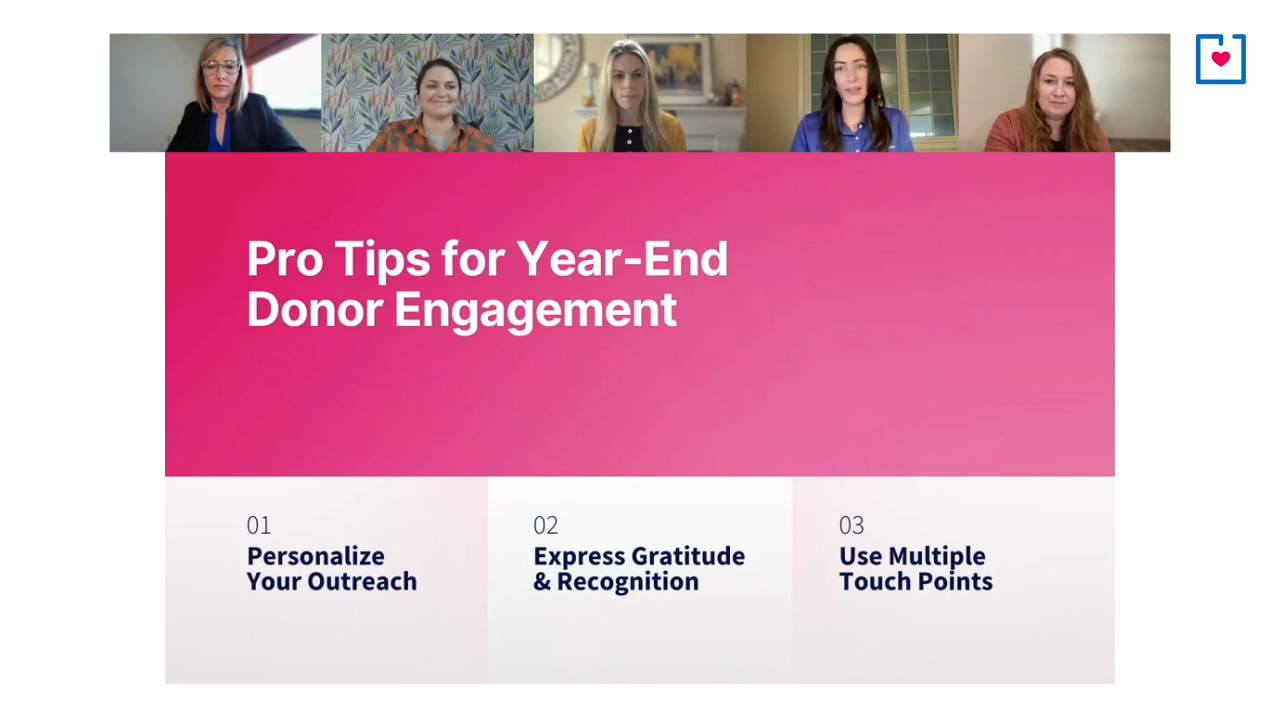 Pro Tips for Year-End
Donor Engagement
01
Personalize
Your Outreach
02
Express Gratitude
& Recognition
03
Use Multiple
Touch Points